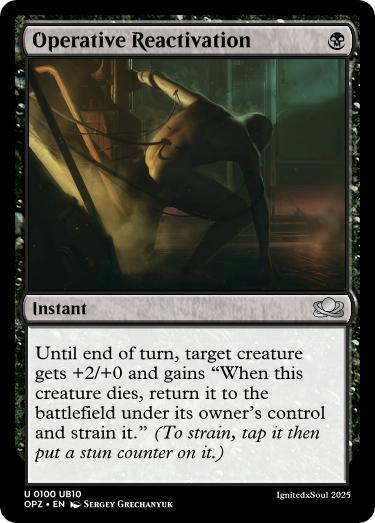 Operative Reactivation
Instant
Until end of turn, target creature
gets +2/+0 and gains “When this
creature dies, return it to the
battlefield under its owner’s control
and strain it.” (To strain, tap it then
put a stun counter on it.)
U 0100 UB10
OPZ • EN Sergey Grechanyuk
IgnitedxSoul 2025